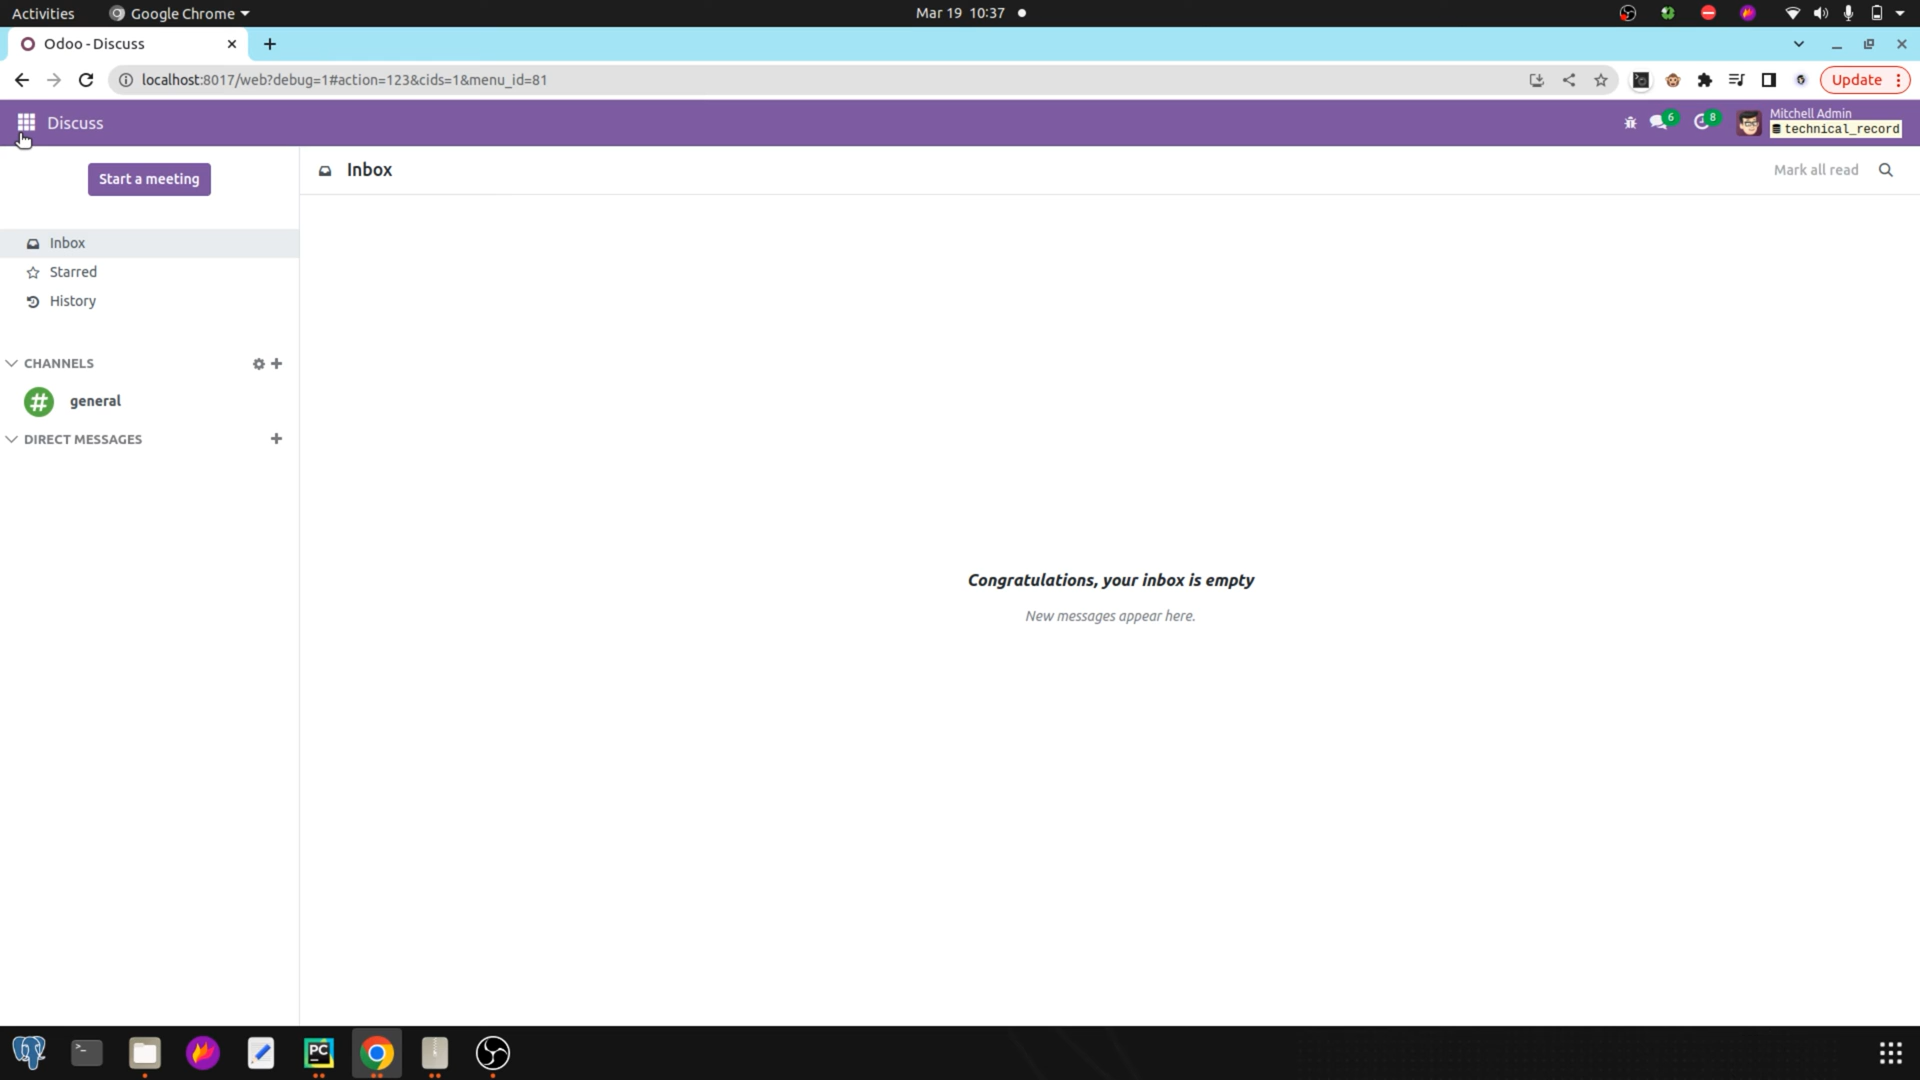 Activities
Google Chrome
Mar 19 10:37
Odoo - Discuss
localhost:8017/web?debug=1#action=123&cids=1&menu_id=81
Update
Discuss
6
8
Mitchell Admin
technical_record
Start a meeting
Inbox
Mark all read
Inbox
Starred
History
CHANNELS
general
DIRECT MESSAGES
Congratulations, your inbox is empty
New messages appear here.
PC